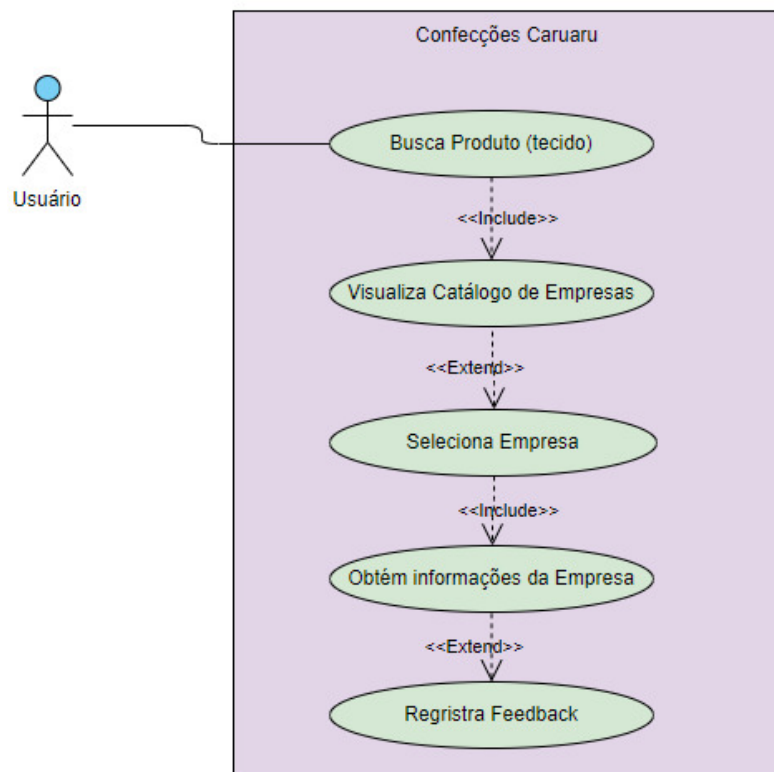 Confecções Caruaru
Usuário
Busca Produto (tecido)
<<Include>>
Visualiza Catálogo de Empresas
<<Extend>>
Seleciona Empresa
<<Include>>
Obtém informações da Empresa
<<Extend>>
Regristra Feedback